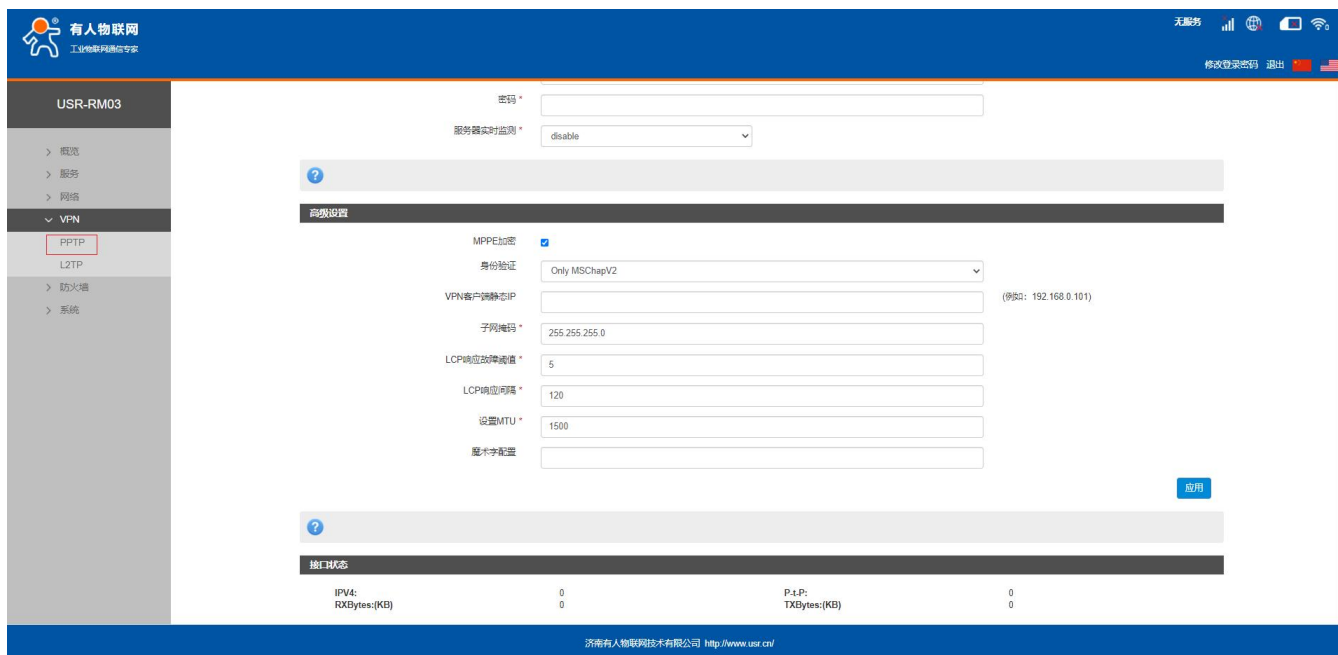 有人物联网
工业物联网通信专家
无服务
修改登录密码 退出
USR-RM03
概览
服务
网络
VPN
PPTP
L2TP
防火墙
系统
密码 *
服务器实时监测 * disable
高级设置
MPPE加密
身份验证 Only MSChapV2
VPN客户端静态IP (例如：192.168.0.101)
子网掩码 * 255.255.255.0
LCP响应故障阈值 * 5
LCP响应间隔 * 120
设置MTU * 1500
魔术字配置
应用
接口状态
IPV4: 0 P-t-P: 0
RXBytes:(KB) 0 TXBytes:(KB) 0
济南有人物联网技术有限公司 http://www.usr.cn/